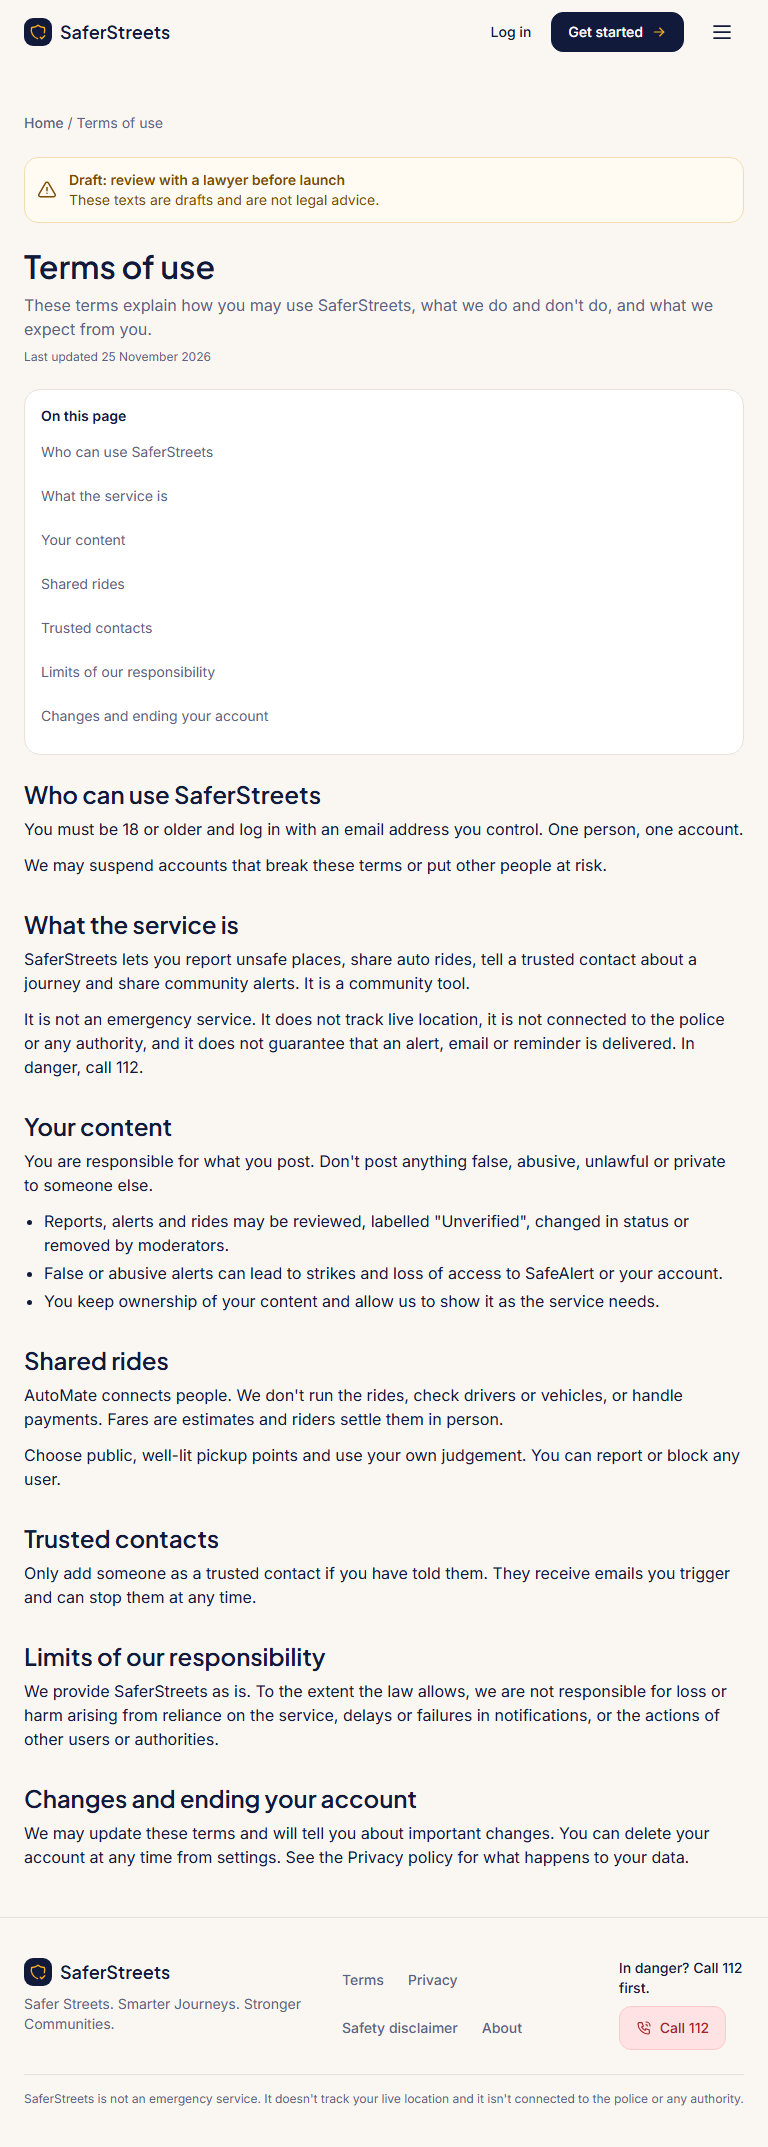 SaferStreets
Log in
Get started
Home / Terms of use
Draft: review with a lawyer before launch
These texts are drafts and are not legal advice.
Terms of use
These terms explain how you may use SaferStreets, what we do and don't do, and what we
expect from you.
Last updated 25 November 2026
On this page
Who can use SaferStreets
What the service is
Your content
Shared rides
Trusted contacts
Limits of our responsibility
Changes and ending your account
Who can use SaferStreets
You must be 18 or older and log in with an email address you control. One person, one account.
We may suspend accounts that break these terms or put other people at risk.
What the service is
SaferStreets lets you report unsafe places, share auto rides, tell a trusted contact about a
journey and share community alerts. It is a community tool.
It is not an emergency service. It does not track live location, it is not connected to the police
or any authority, and it does not guarantee that an alert, email or reminder is delivered. In
danger, call 112.
Your content
You are responsible for what you post. Don't post anything false, abusive, unlawful or private
to someone else.
• Reports, alerts and rides may be reviewed, labelled "Unverified", changed in status or
removed by moderators.
• False or abusive alerts can lead to strikes and loss of access to SafeAlert or your account.
• You keep ownership of your content and allow us to show it as the service needs.
Shared rides
AutoMate connects people. We don't run the rides, check drivers or vehicles, or handle
payments. Fares are estimates and riders settle them in person.
Choose public, well-lit pickup points and use your own judgement. You can report or block any
user.
Trusted contacts
Only add someone as a trusted contact if you have told them. They receive emails you trigger
and can stop them at any time.
Limits of our responsibility
We provide SaferStreets as is. To the extent the law allows, we are not responsible for loss or
harm arising from reliance on the service, delays or failures in notifications, or the actions of
other users or authorities.
Changes and ending your account
We may update these terms and will tell you about important changes. You can delete your
account at any time from settings. See the Privacy policy for what happens to your data.
SaferStreets
Safer Streets. Smarter Journeys. Stronger
Communities.
Terms
Privacy
Safety disclaimer
About
In danger? Call 112
first.
Call 112
SaferStreets is not an emergency service. It doesn't track your live location and it isn't connected to the police or any authority.